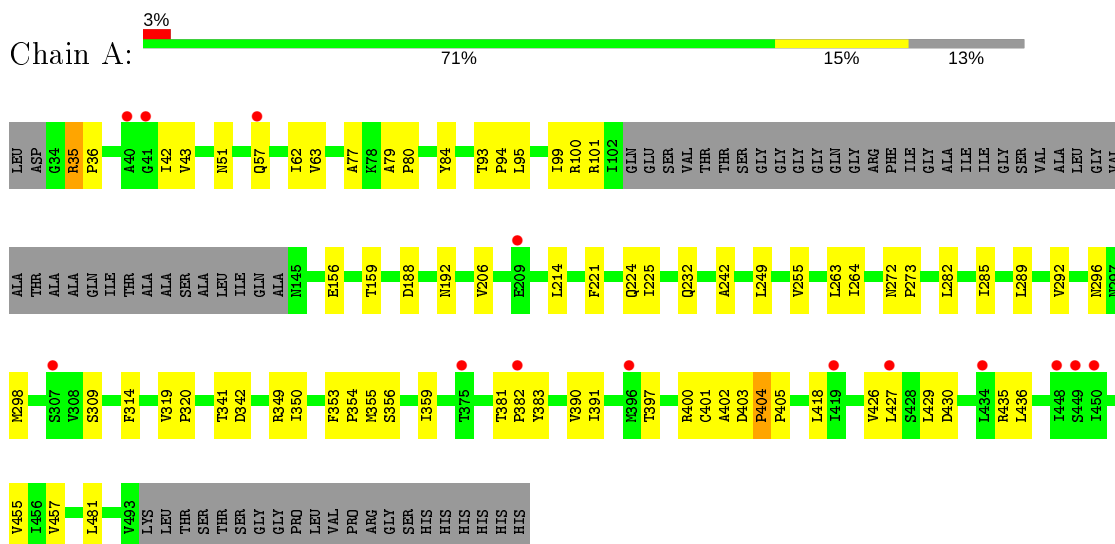 3%
Chain A:
71% 15% 13%
LEU ASP G34 R35 P36 A40 G41 I42 V43 N51 Q57 I62 V63 A77 K78 A79 P80 Y84 T93 P94 L95 I99 R100 R101 I102 GLN GLU SER VAL THR THR SER GLY GLY GLY GLY GLN GLY ARG PHE ILE GLY ALA ILE ILE GLY SER VAL ALA LEU GLY VAL
ALA THR ALA ALA GLN ILE THR ALA ALA SER ALA LEU ILE GLN ALA N145 E156 T159 D188 N192 V206 E209 L214 F221 Q224 I225 Q232 A242 L249 V255 L263 I264 N272 P273 L282 I285 L289 V292 N296 N297
M298 S307 V308 S309 F314 V319 P320 I341 D342 R349 I350 F353 P354 M355 S356 I359 T375 T381 P382 Y383 V390 I391 M396 T397 R400 C401 A402 D403 P404 P405 L418 I419 V426 L427 S428 L429 D430 L434 R435 L436 I448 S449 I450
V455 I456 V457 L481 V493 LYS LEU THR SER THR SER GLY GLY PRO LEU VAL PRO ARG GLY SER HIS HIS HIS HIS HIS HIS